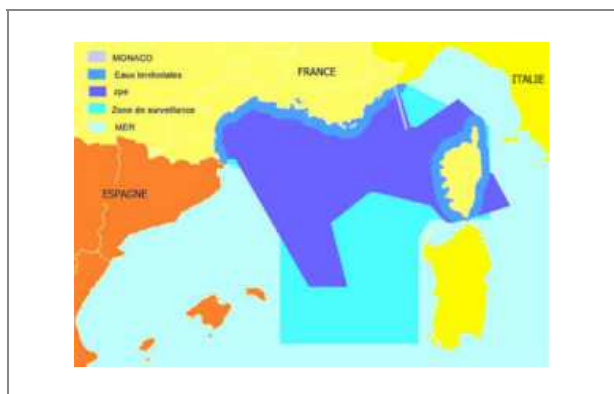 MONACO
Eaux territoriales
zpe
Zone de surveillance
MER
FRANCE
ITALIE
ESPAGNE